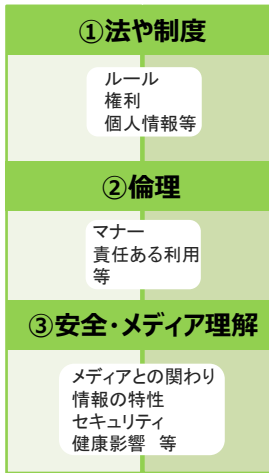 ①法や制度
ルール
権利
個人情報等
②倫理
マナー
責任ある利用
等
③安全・メディア理解
メディアとの関わり
情報の特性
セキュリティ
健康影響 等